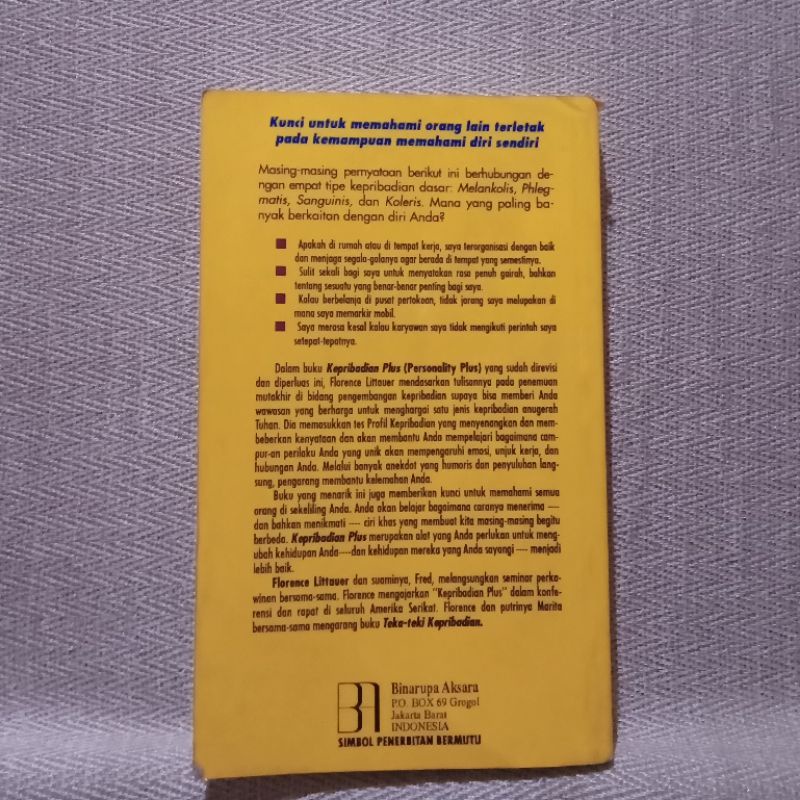 Kunci untuk memahami orang lain terletak
pada kemampuan memahami diri sendiri
Masing-masing pernyataan berikut ini berhubungan de-
ngan empat tipe kepribadian dasar: Melankolis, Phleg-
matis, Sanguinis, dan Koleris. Mana yang paling ba-
nyak berkaitan dengan diri Anda?
Apakah di rumah atau di tempat kerja, saya terorganisasi dengan baik
dan menjaga segala-galanya agar berada di tempat yang semestinya.
Sulit sekali bagi saya untuk menyatakan rasa penuh gairah, bahkan
tentang sesuatu yang benar-benar penting bagi saya.
Kalau berbelanja di pusat pertokoan, tidak jarang saya melupakan di
mana saya memarkir mobil.
Saya merasa kesal kalau karyawan saya tidak mengikuti perintah saya
setepat-tepatnya.
Dalam buku Kepribadian Plus (Personality Plus) yang sudah direvisi
dan diperluas ini, Florence Littauer mendasarkan tulisannya pada penemuan
mutakhir di bidang pengembangan kepribadian supaya bisa memberi Anda
wawasan yang berharga untuk menghargai satu jenis kepribadian anugerah
Tuhan. Dia memasukkan tes Profil Kepribadian yang menyenangkan dan mem-
beberkan kenyataan dan akan membantu Anda mempelajari bagaimana cam-
pur-an perilaku Anda yang unik akan mempengaruhi emosi, unjuk kerja, dan
hubungan Anda. Melalui banyak anekdot yang humoris dan penyuluhan lang-
sung, pengarang membantu kelemahan Anda.
Buku yang menarik ini juga memberikan kunci untuk memahami semua
orang di sekeliling Anda. Anda akan belajar bagaimana caranya menerima —
dan bahkan menikmati — ciri khas yang membuat kita masing-masing begitu
berbeda. Kepribadian Plus merupakan alat yang Anda perlukan untuk meng-
ubah kehidupan Anda—dan kehidupan mereka yang Anda sayangi — menjadi
lebih baik.
Florence Littauer dan suaminya, Fred, melangsungkan seminar perka-
winan bersama-sama. Florence mengajarkan "Kepribadian Plus" dalam konfe-
rensi dan rapat di seluruh Amerika Serikat. Florence dan putrinya Marita
bersama-sama mengarang buku Teka-teki Kepribadian.
BA
Binarupa Aksara
P.O. BOX 69 Grogol
Jakarta Barat
INDONESIA
SIMBOL PENERBITAN BERMUTU